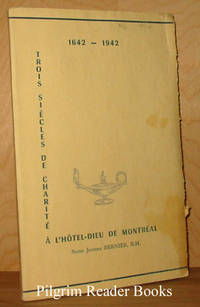 1642 - 1942
TROIS SIÈCLES DE CHARITÉ
À L'HÔTEL-DIEU DE MONTRÉAL
Soeur Jeanne BERNIER, R.H.
Pilgrim Reader Books